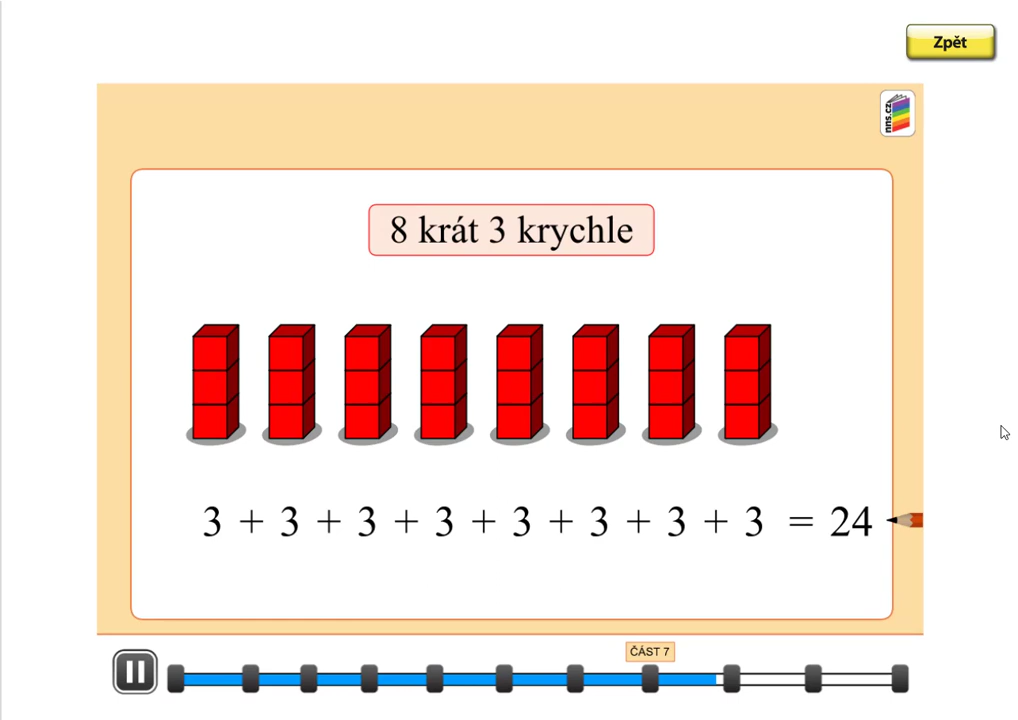 Zpět
nns.cz
8 krát 3 krychle
3 + 3 + 3 + 3 + 3 + 3 + 3 + 3 = 24
ČÁST 7